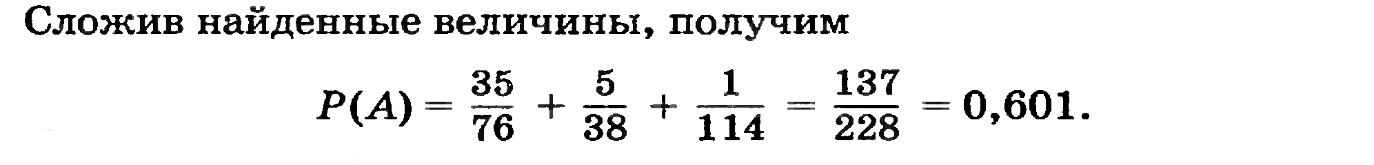 Сложив найденные величины, получим
P(A) = 35/76 + 5/38 + 1/114 = 137/228 = 0,601.